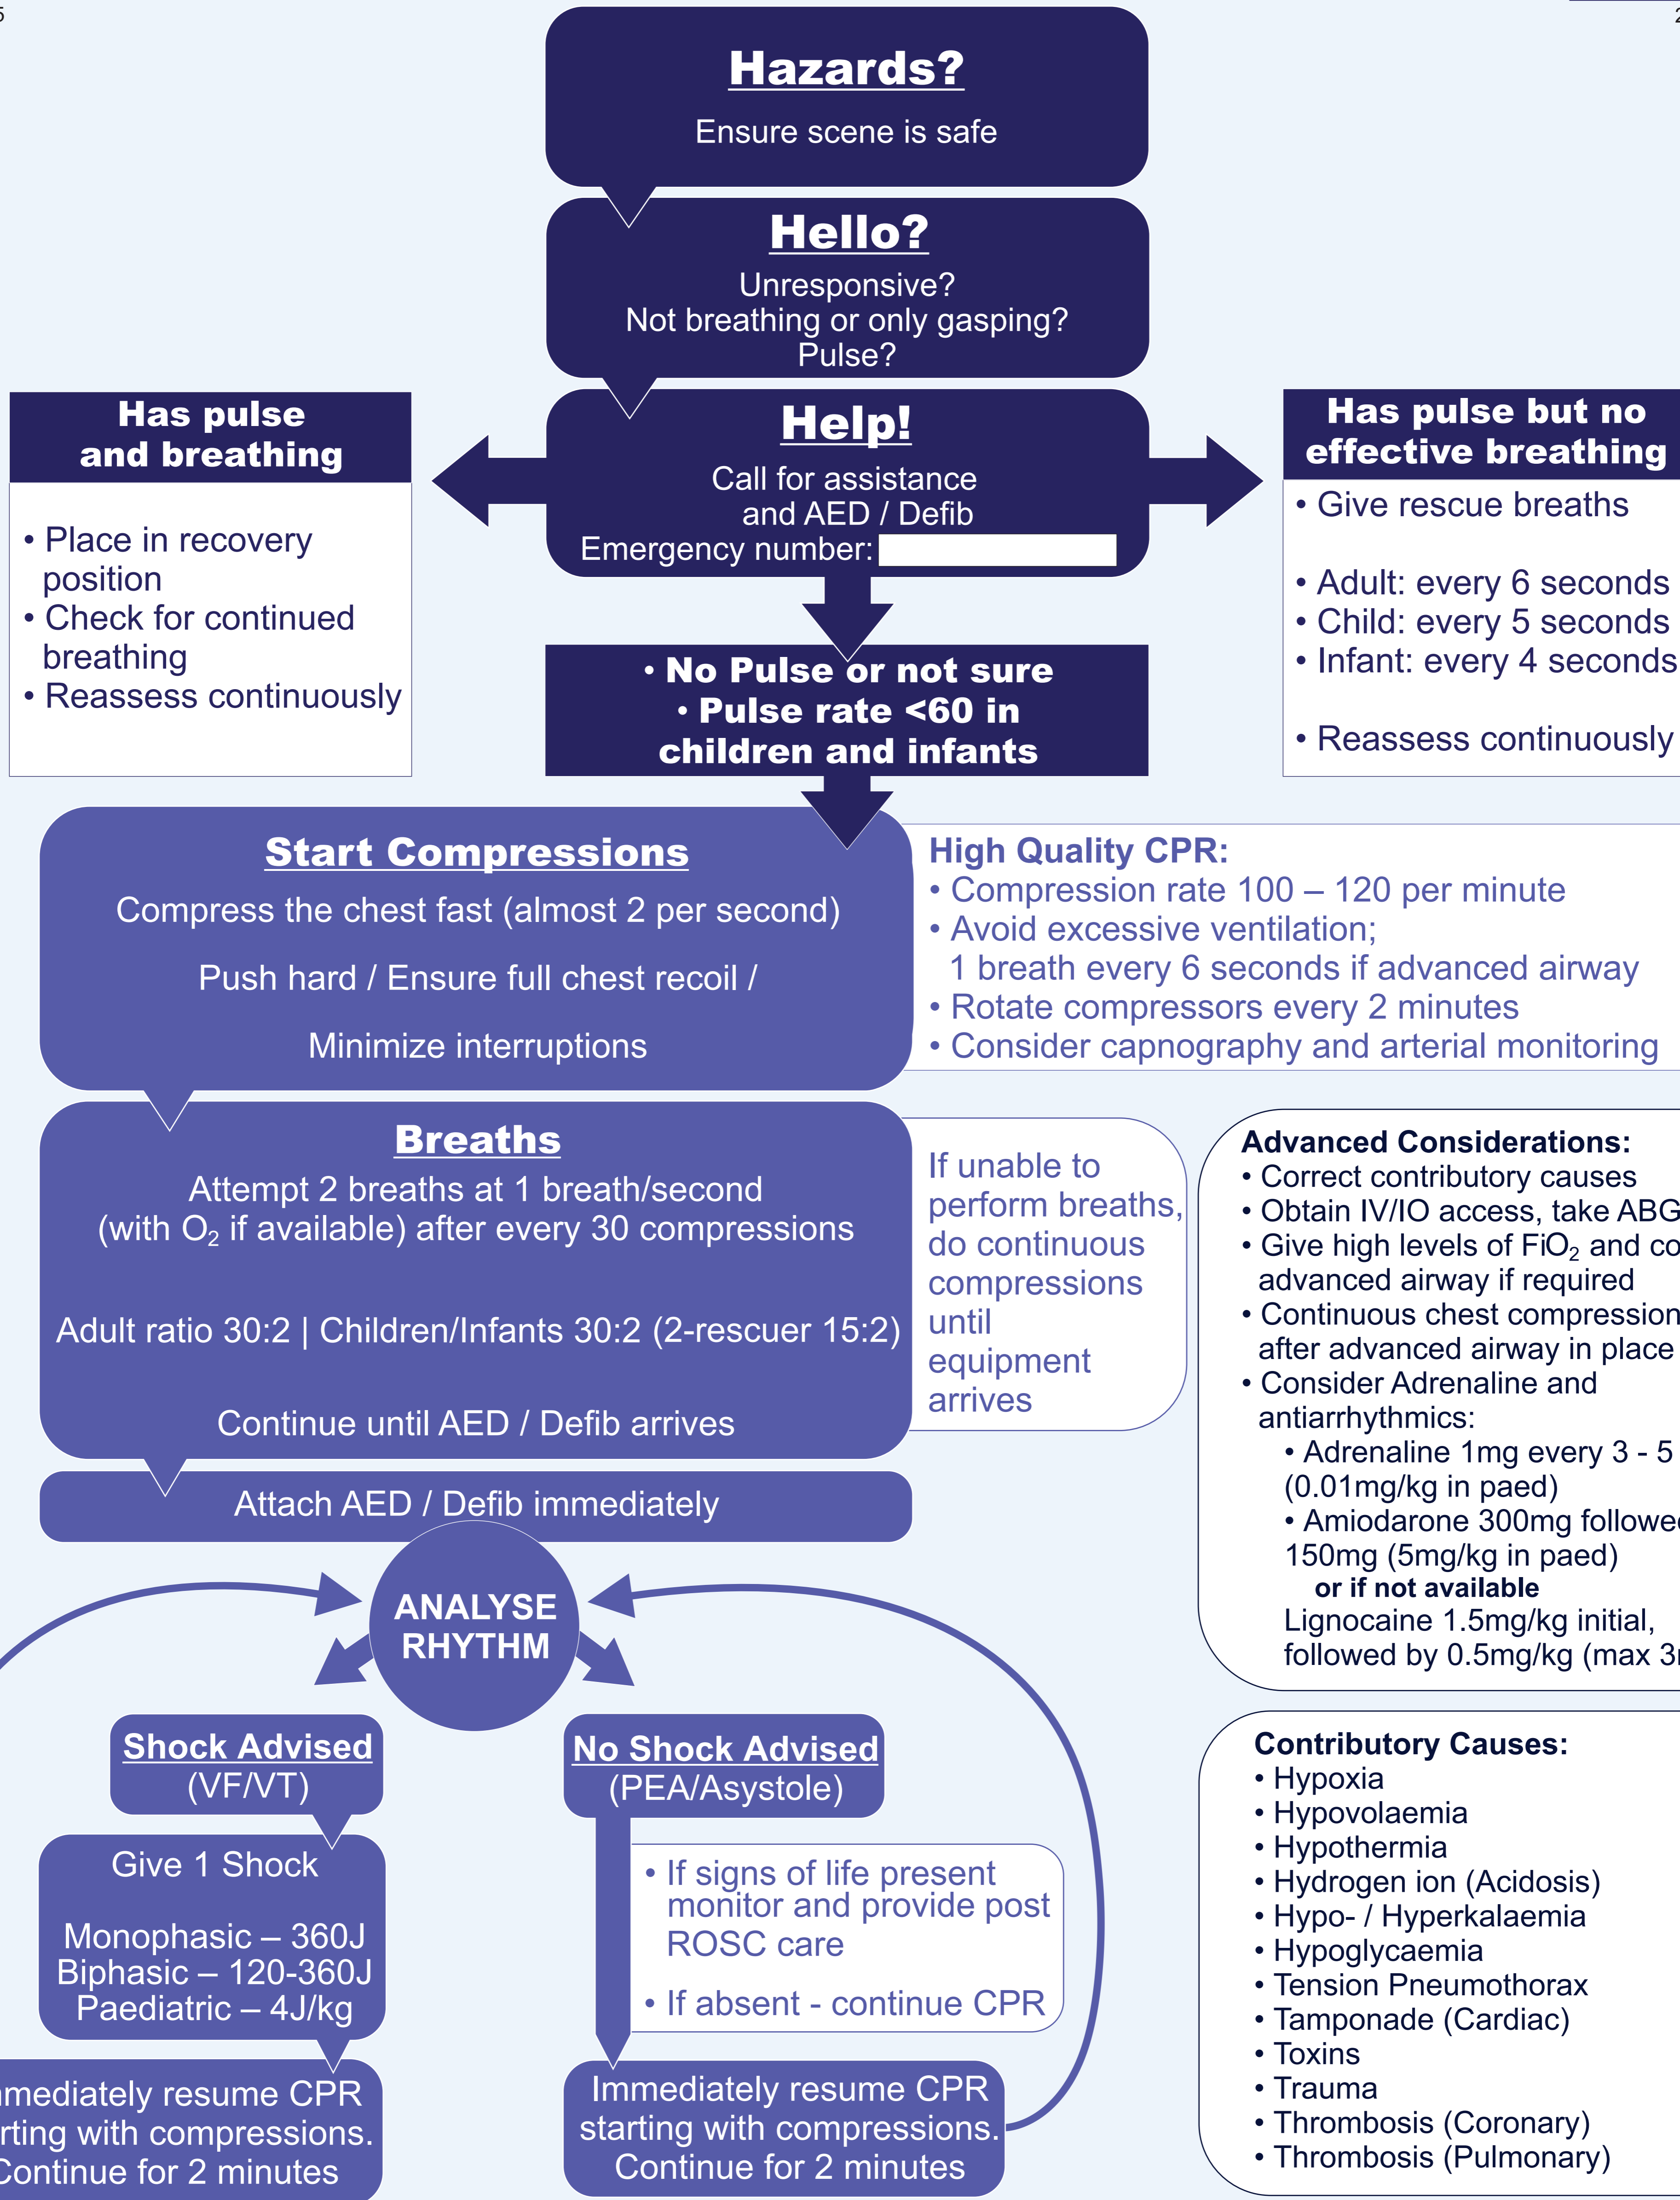 Hazards?
Ensure scene is safe
Hello?
Unresponsive?
Not breathing or only gasping?
Pulse?
Help!
Call for assistance
and AED / Defib
Emergency number:
Has pulse
and breathing
• Place in recovery
position
• Check for continued
breathing
• Reassess continuously
Has pulse but no
effective breathing
• Give rescue breaths
• Adult: every 6 seconds
• Child: every 5 seconds
• Infant: every 4 seconds
• Reassess continuously
• No Pulse or not sure
• Pulse rate <60 in
children and infants
Start Compressions
Compress the chest fast (almost 2 per second)
Push hard / Ensure full chest recoil /
Minimize interruptions
High Quality CPR:
• Compression rate 100 – 120 per minute
• Avoid excessive ventilation;
1 breath every 6 seconds if advanced airway
• Rotate compressors every 2 minutes
• Consider capnography and arterial monitoring
Breaths
Attempt 2 breaths at 1 breath/second
(with O₂ if available) after every 30 compressions
Adult ratio 30:2 | Children/Infants 30:2 (2-rescuer 15:2)
Continue until AED / Defib arrives
If unable to
perform breaths,
do continuous
compressions
until
equipment
arrives
Attach AED / Defib immediately
ANALYSE
RHYTHM
Shock Advised
(VF/VT)
Give 1 Shock
Monophasic – 360J
Biphasic – 120-360J
Paediatric – 4J/kg
resume CPR
with compressions.
Continue for 2 minutes
No Shock Advised
(PEA/Asystole)
• If signs of life present
monitor and provide post
ROSC care
• If absent - continue CPR
Immediately resume CPR
starting with compressions.
Continue for 2 minutes
Advanced Considerations:
• Correct contributory causes
• Obtain IV/IO access, take ABG
• Give high levels of FiO₂ and
advanced airway if required
• Continuous chest compression
after advanced airway in place
• Consider Adrenaline and
antiarrhythmics:
• Adrenaline 1mg every 3 - 5
(0.01mg/kg in paed)
• Amiodarone 300mg
150mg (5mg/kg in paed)
or if not available
Lignocaine 1.5mg/kg initial,
followed by 0.5mg/kg (max
Contributory Causes:
• Hypoxia
• Hypovolaemia
• Hypothermia
• Hydrogen ion (Acidosis)
• Hypo- / Hyperkalaemia
• Hypoglycaemia
• Tension Pneumothorax
• Tamponade (Cardiac)
• Toxins
• Trauma
• Thrombosis (Coronary)
• Thrombosis (Pulmonary)